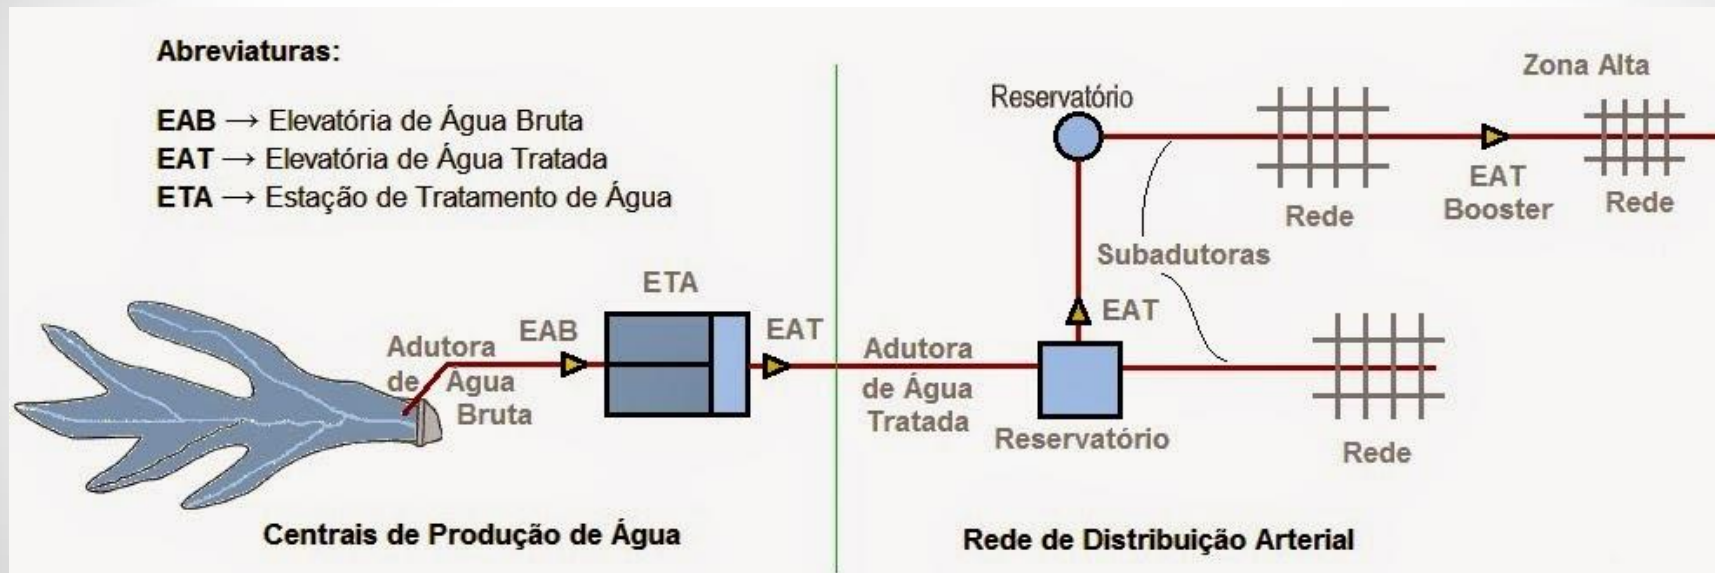 Abreviaturas:
EAB → Elevatória de Água Bruta
EAT → Elevatória de Água Tratada
ETA → Estação de Tratamento de Água
Adutora
de Água
Bruta
EAB
ETA
EAT
Centrais de Produção de Água
Adutora
de Água
Tratada
Reservatório
EAT
Reservatório
Subadutoras
Rede
EAT
Booster
Zona Alta
Rede
Rede
Rede de Distribuição Arterial